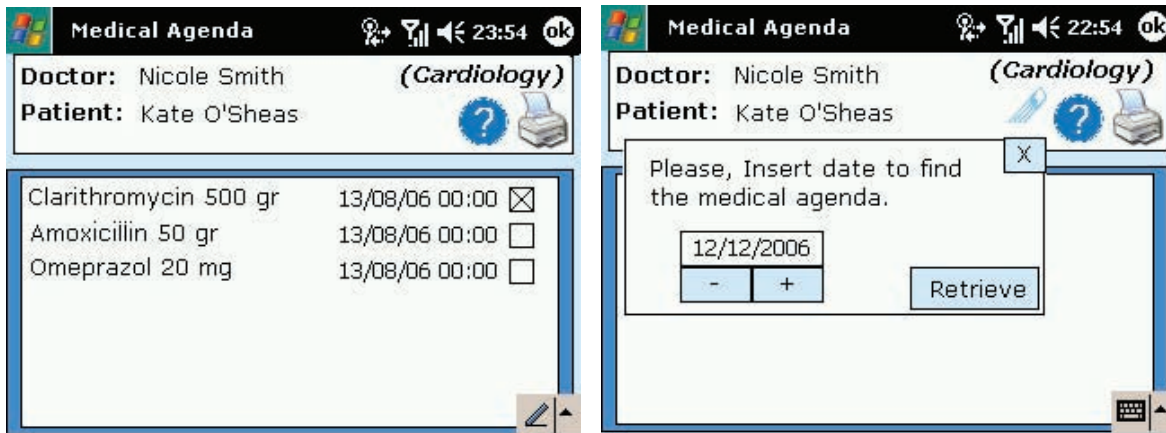 Medical Agenda 23:54 ok
Doctor: Nicole Smith (Cardiology)
Patient: Kate O'Sheas
?
Clarithromycin 500 gr 13/08/06 00:00
Amoxicillin 50 gr 13/08/06 00:00
Omeprazol 20 mg 13/08/06 00:00
Medical Agenda 22:54 ok
Doctor: Nicole Smith (Cardiology)
Patient: Kate O'Sheas
?
X
Please, Insert date to find
the medical agenda.
12/12/2006
- +
Retrieve